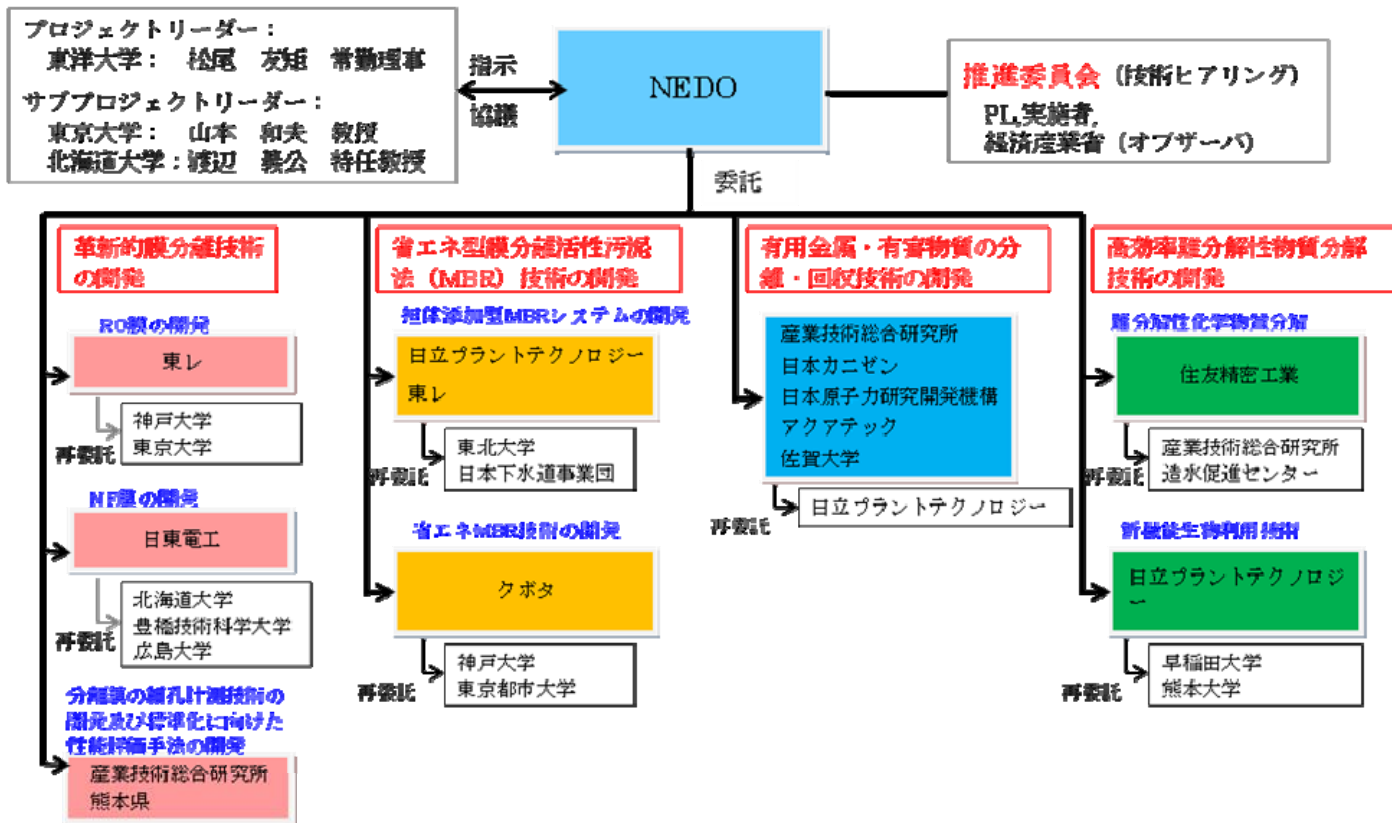 プロジェクトリーダー：
東洋大学： 松尾 友矩 常勤理事
サブプロジェクトリーダー：
東京大学： 山本 和夫 教授
北海道大学：渡辺 義公 特任教授
指示
協議
NEDO
推進委員会（技術ヒアリング）
PL,実施者,
経済産業省（オブザーバ）
委託
革新的膜分離技術
の開発
RO膜の開発
東レ
再委託
神戸大学
東京大学
NF膜の開発
日東電工
再委託
北海道大学
豊橋技術科学大学
広島大学
分離膜の細孔計測技術の
開発及び標準化に向けた
性能評価手法の開発
産業技術総合研究所
熊本県
省エネ型膜分離活性汚泥
法（MBR）技術の開発
担体添加型MBRシステムの開発
日立プラントテクノロジー
東レ
再委託
東北大学
日本下水道事業団
省エネMBR技術の開発
クボタ
再委託
神戸大学
東京都市大学
有用金属・有害物質の分
離・回収技術の開発
産業技術総合研究所
日本カニゼン
日本原子力研究開発機構
アクアテック
佐賀大学
再委託
日立プラントテクノロジー
高効率難分解性物質分解
技術の開発
難分解性化学物質分解
住友精密工業
再委託
産業技術総合研究所
造水促進センター
新機能生物利用技術
日立プラントテクノロジ
ー
再委託
早稲田大学
熊本大学